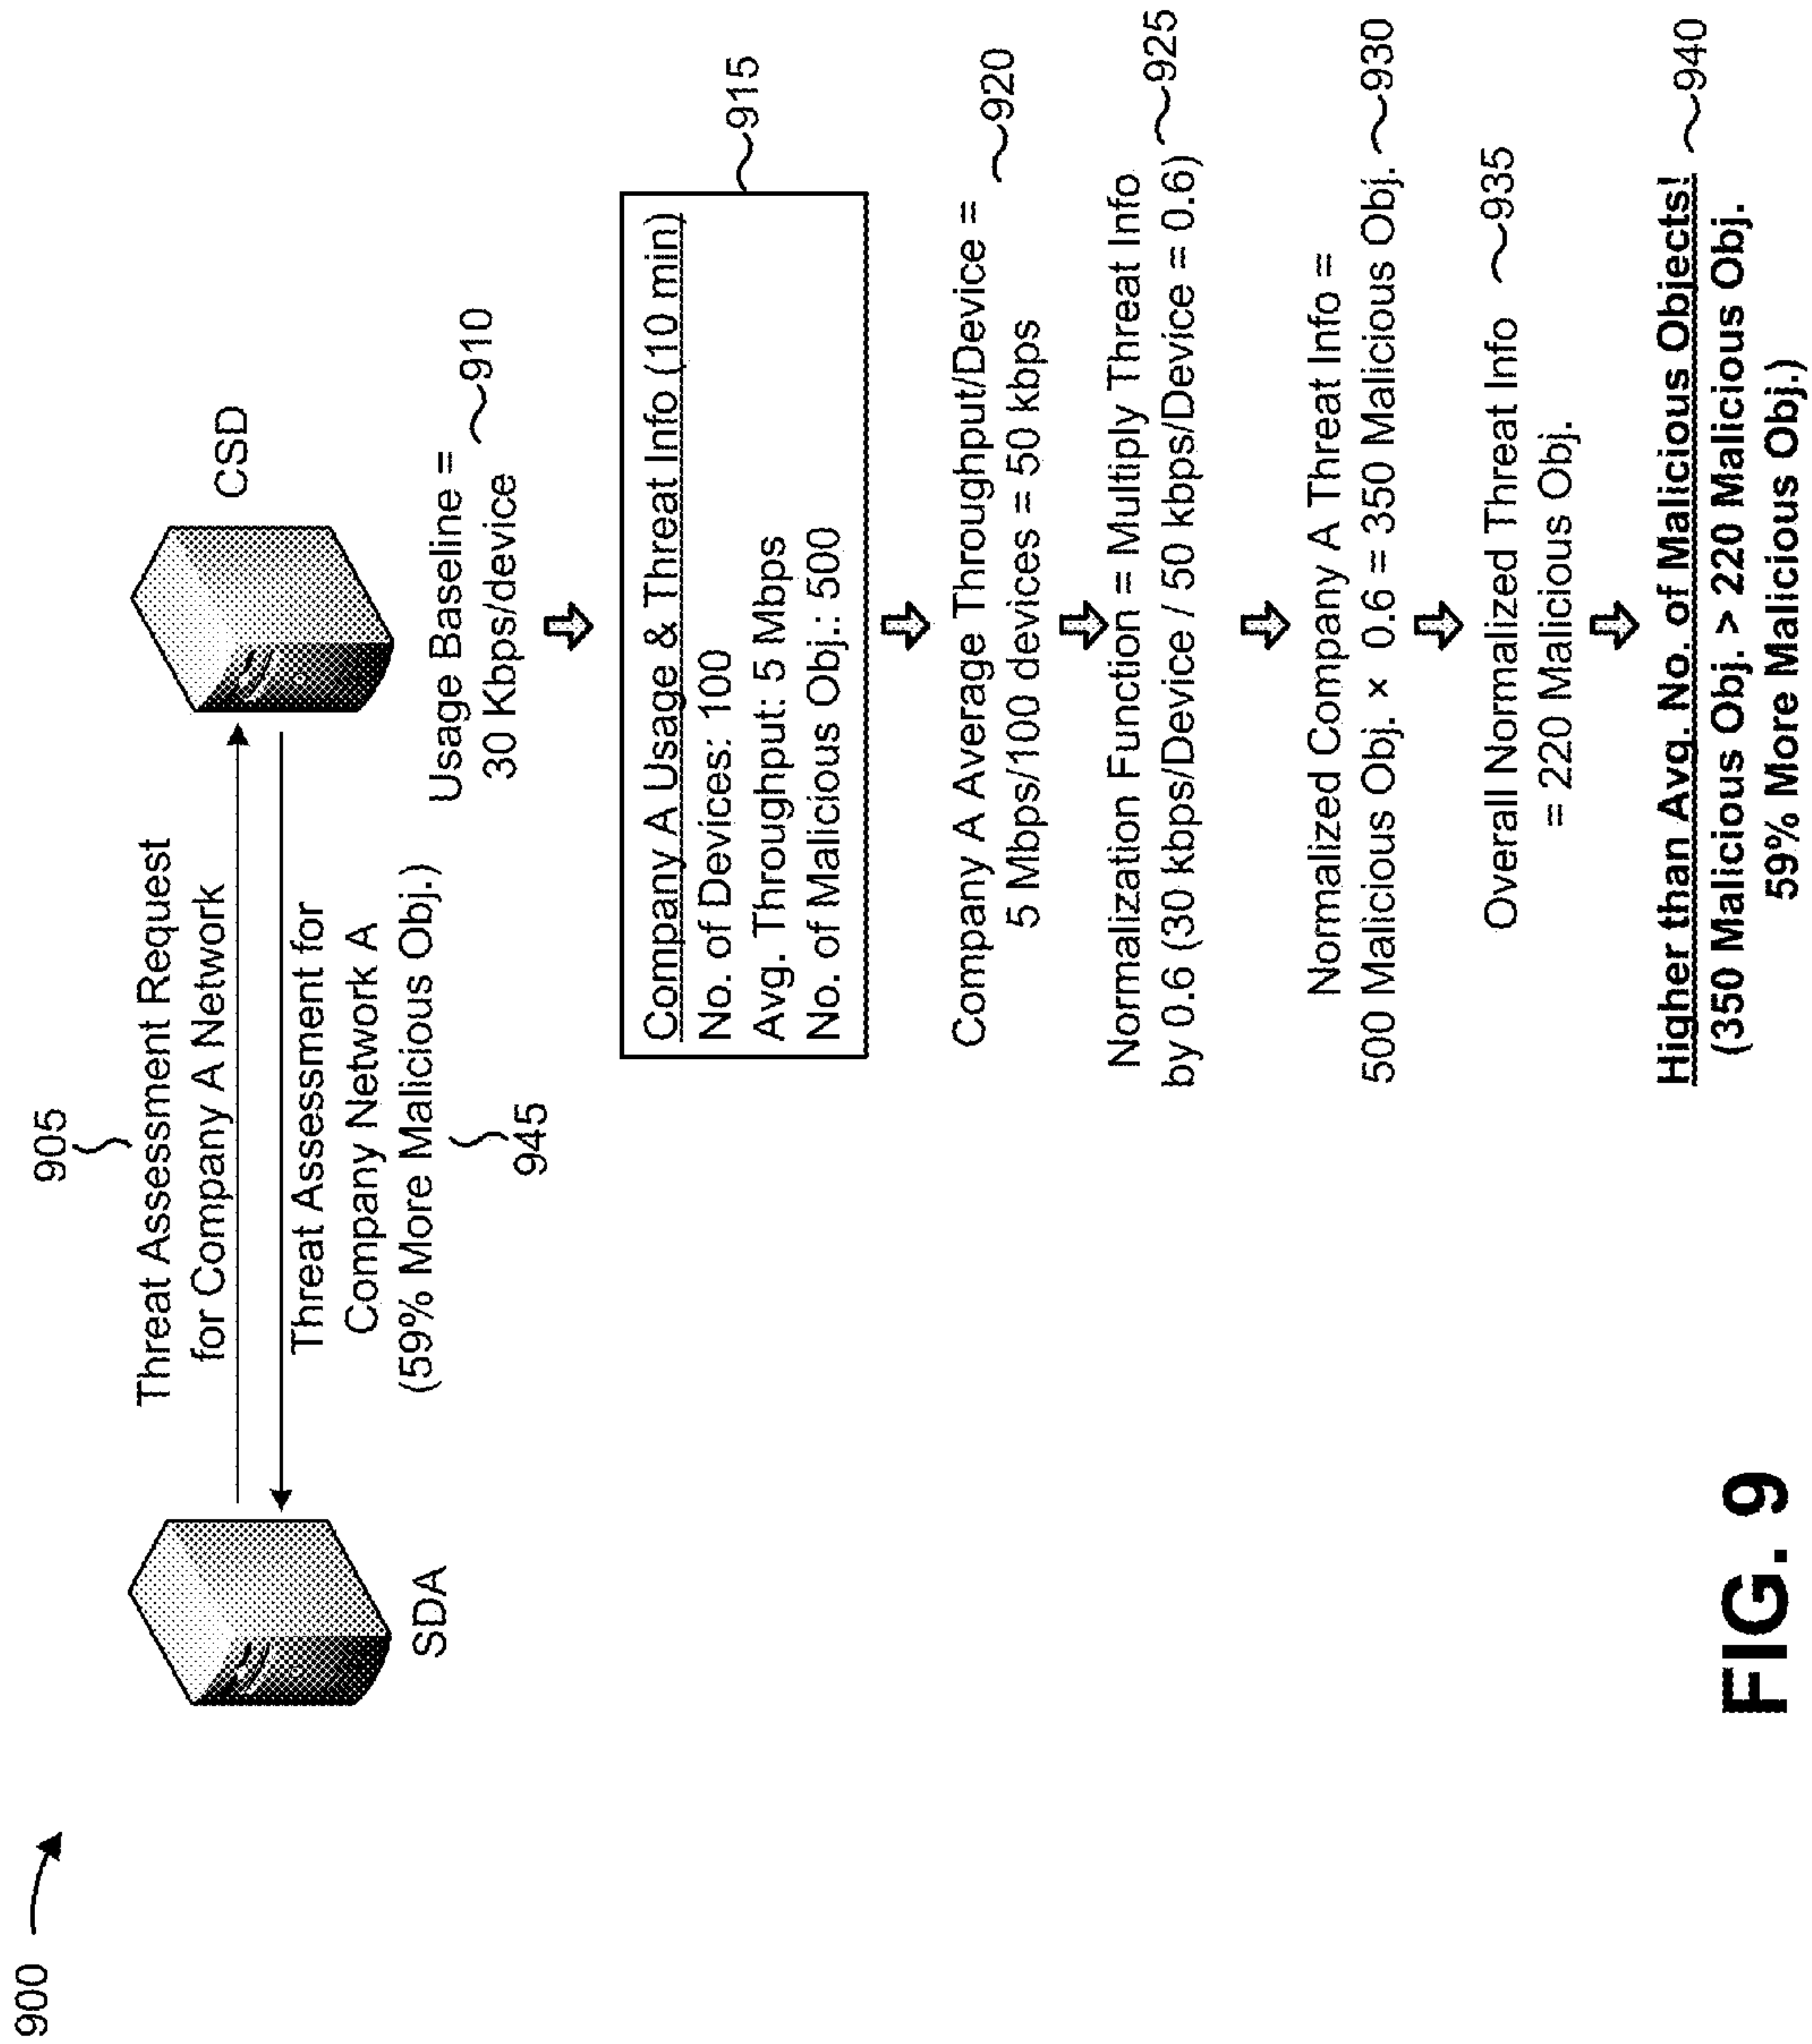 900
905
Threat Assessment Request
for Company A Network
Threat Assessment for
Company Network A
(59% More Malicious Obj.)
945
SDA
CSD
Usage Baseline =
30 Kbps/device
910
Company A Usage & Threat Info (10 min)
No. of Devices: 100
Avg. Throughput: 5 Mbps
No. of Malicious Obj.: 500
915
Company A Average Throughput/Device =
5 Mbps/100 devices = 50 kbps
920
Normalization Function = Multiply Threat Info
by 0.6 (30 kbps/Device / 50 kbps/Device = 0.6)
925
Normalized Company A Threat Info =
500 Malicious Obj. × 0.6 = 350 Malicious Obj.
930
Overall Normalized Threat Info
= 220 Malicious Obj.
935
Higher than Avg. No. of Malicious Objects!
(350 Malicious Obj. > 220 Malicious Obj.
59% More Malicious Obj.)
940
FIG. 9